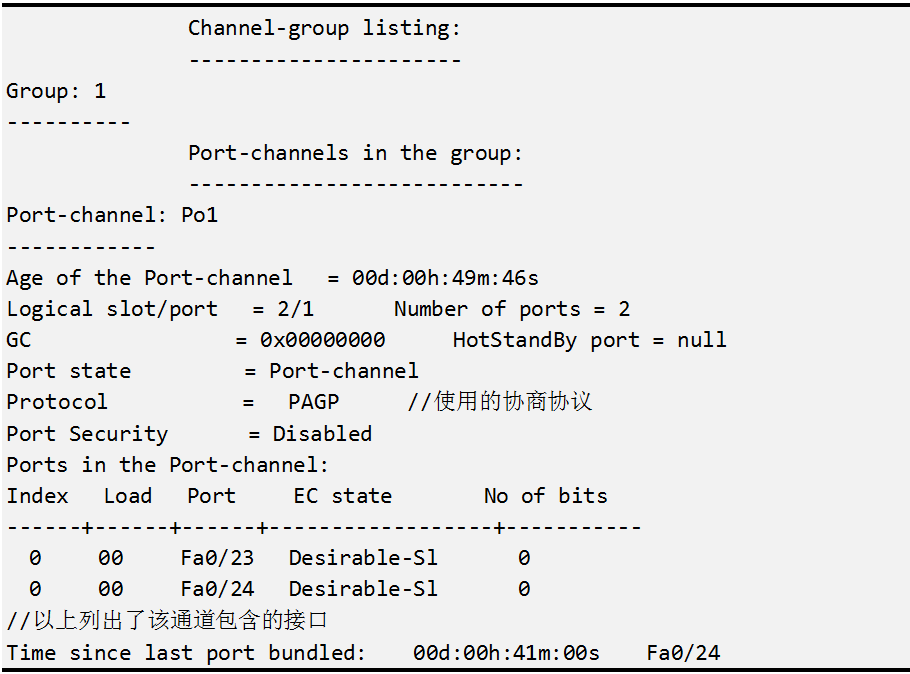 Channel-group listing:
----------------------
Group: 1
----------
Port-channels in the group:
---------------------------
Port-channel: Po1
------------
Age of the Port-channel   = 00d:00h:49m:46s
Logical slot/port   = 2/1      Number of ports = 2
GC                 = 0x00000000     HotStandBy port = null
Port state         = Port-channel
Protocol           =   PAGP     //使用的协商协议
Port Security      = Disabled
Ports in the Port-channel:
Index   Load   Port    EC state       No of bits
------+------+------+------------------+-----------
0    00    Fa0/23   Desirable-Sl      0
0    00    Fa0/24   Desirable-Sl      0
//以上列出了该通道包含的接口
Time since last port bundled:    00d:00h:41m:00s    Fa0/24